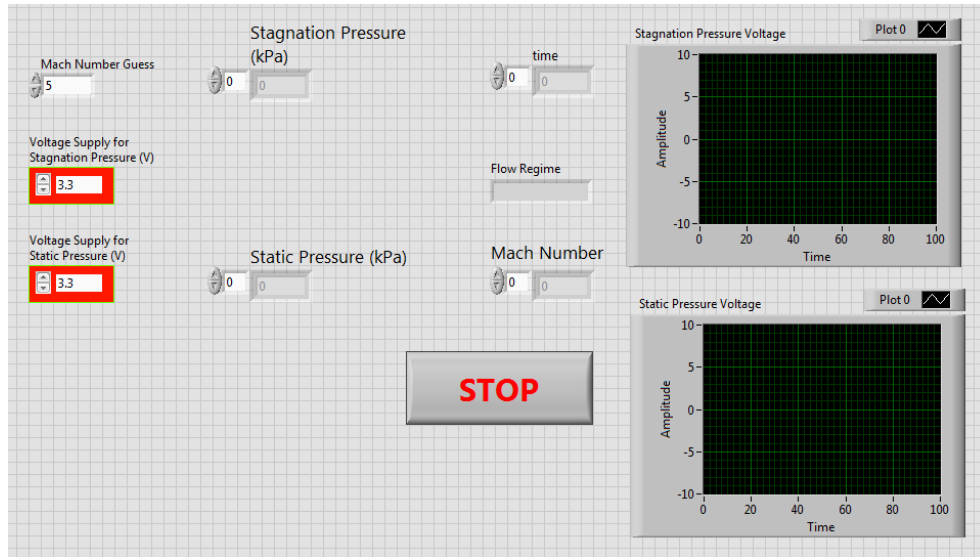 Mach Number Guess
5
Voltage Supply for
Stagnation Pressure (V)
3.3
Voltage Supply for
Static Pressure (V)
3.3
Stagnation Pressure
(kPa)
0
0
Static Pressure (kPa)
0
0
time
0
0
Flow Regime
Mach Number
0
0
STOP
Stagnation Pressure Voltage
Plot 0
10
5
0
-5
-10
Amplitude
0 20 40 60 80 100
Time
Static Pressure Voltage
Plot 0
10
5
0
-5
-10
Amplitude
0 20 40 60 80 100
Time